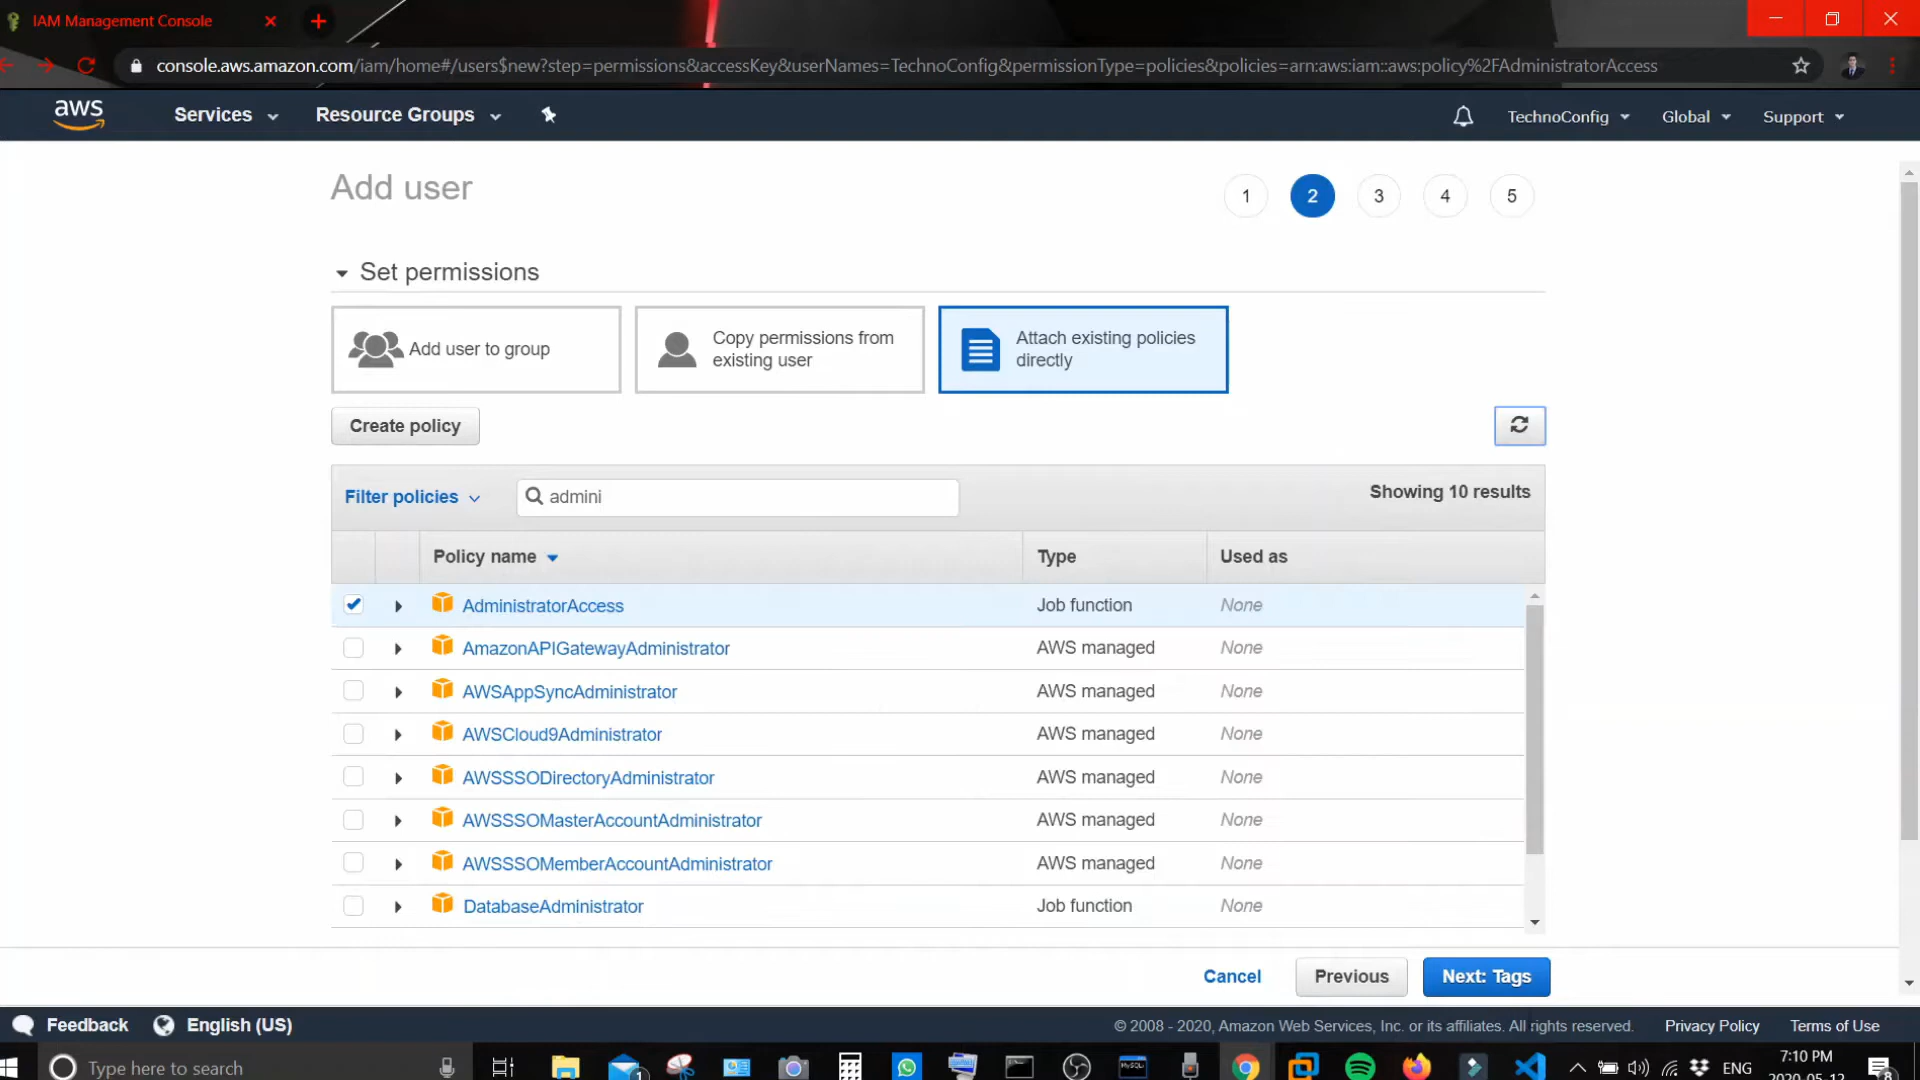 IAM Management Console
console.aws.amazon.com/iam/home#/users$new?step=permissions&accessKey&userNames=TechnoConfig&permissionType=policies&policies=arn:aws:iam::aws:policy%2FAdministratorAccess
aws Services Resource Groups TechnoConfig Global Support
Add user 1 2 3 4 5
Set permissions
Add user to group
Copy permissions from
existing user
Attach existing policies
directly
Create policy
Filter policies admini Showing 10 results
Policy name Type Used as
AdministratorAccess Job function None
AmazonAPIGatewayAdministrator AWS managed None
AWSAppSyncAdministrator AWS managed None
AWSCloud9Administrator AWS managed None
AWSSSODirectoryAdministrator AWS managed None
AWSSSOMasterAccountAdministrator AWS managed None
AWSSSOMemberAccountAdministrator AWS managed None
DatabaseAdministrator Job function None
Cancel Previous Next: Tags
Feedback English (US) © 2008 - 2020, Amazon Web Services, Inc. or its affiliates. All rights reserved. Privacy Policy Terms of Use
Type here to search 1 MySQL ENG 7:10 PM 8
2020-05-12